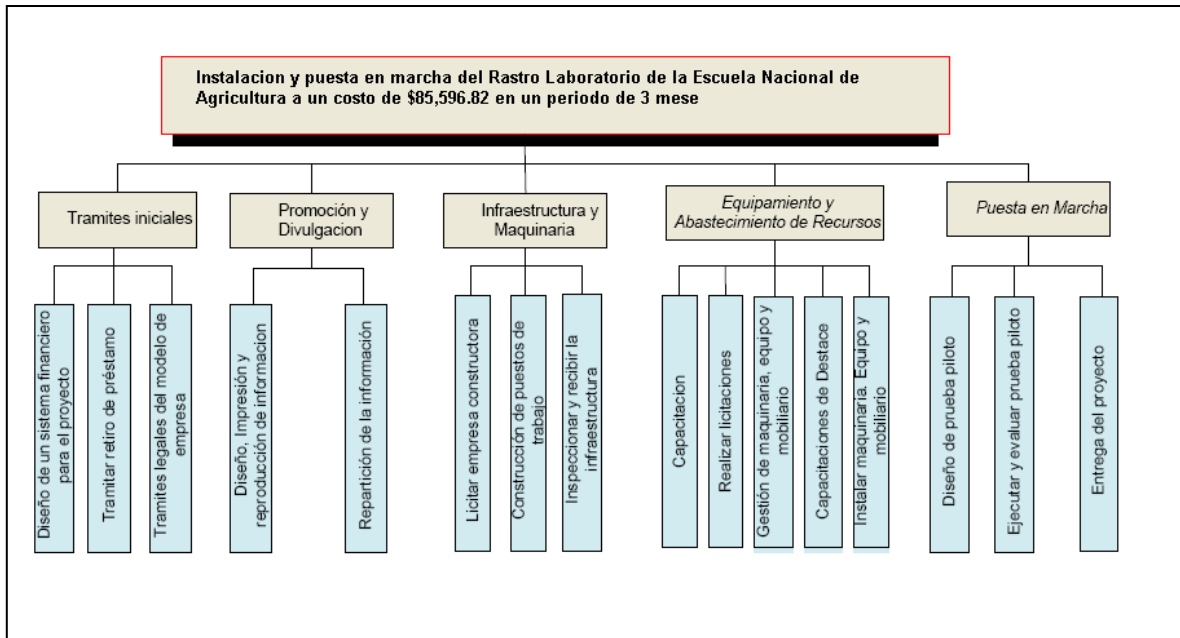 Instalacion y puesta en marcha del Rastro Laboratorio de la Escuela Nacional de
Agricultura a un costo de $85,596.82 en un periodo de 3 mese
Tramites iniciales
Promoción y
Divulgacion
Infraestructura y
Maquinaria
Equipamiento y
Abastecimiento de Recursos
Puesta en Marcha
Diseño de un sistema financiero
para el proyecto
Tramitar retiro de préstamo
Tramites legales del modelo de
empresa
Diseño, Impresión y
reproducción de informacion
Repartición de la información
Licitar empresa constructora
Construcción de puestos de
trabajo
Inspeccionar y recibir la
infraestructura
Capacitacion
Realizar licitaciones
Gestión de maquinaria, equipo y
mobiliario
Capacitaciones de Destace
Instalar maquinaria. Equipo y
mobiliario
Diseño de prueba piloto
Ejecutar y evaluar prueba piloto
Entrega del proyecto